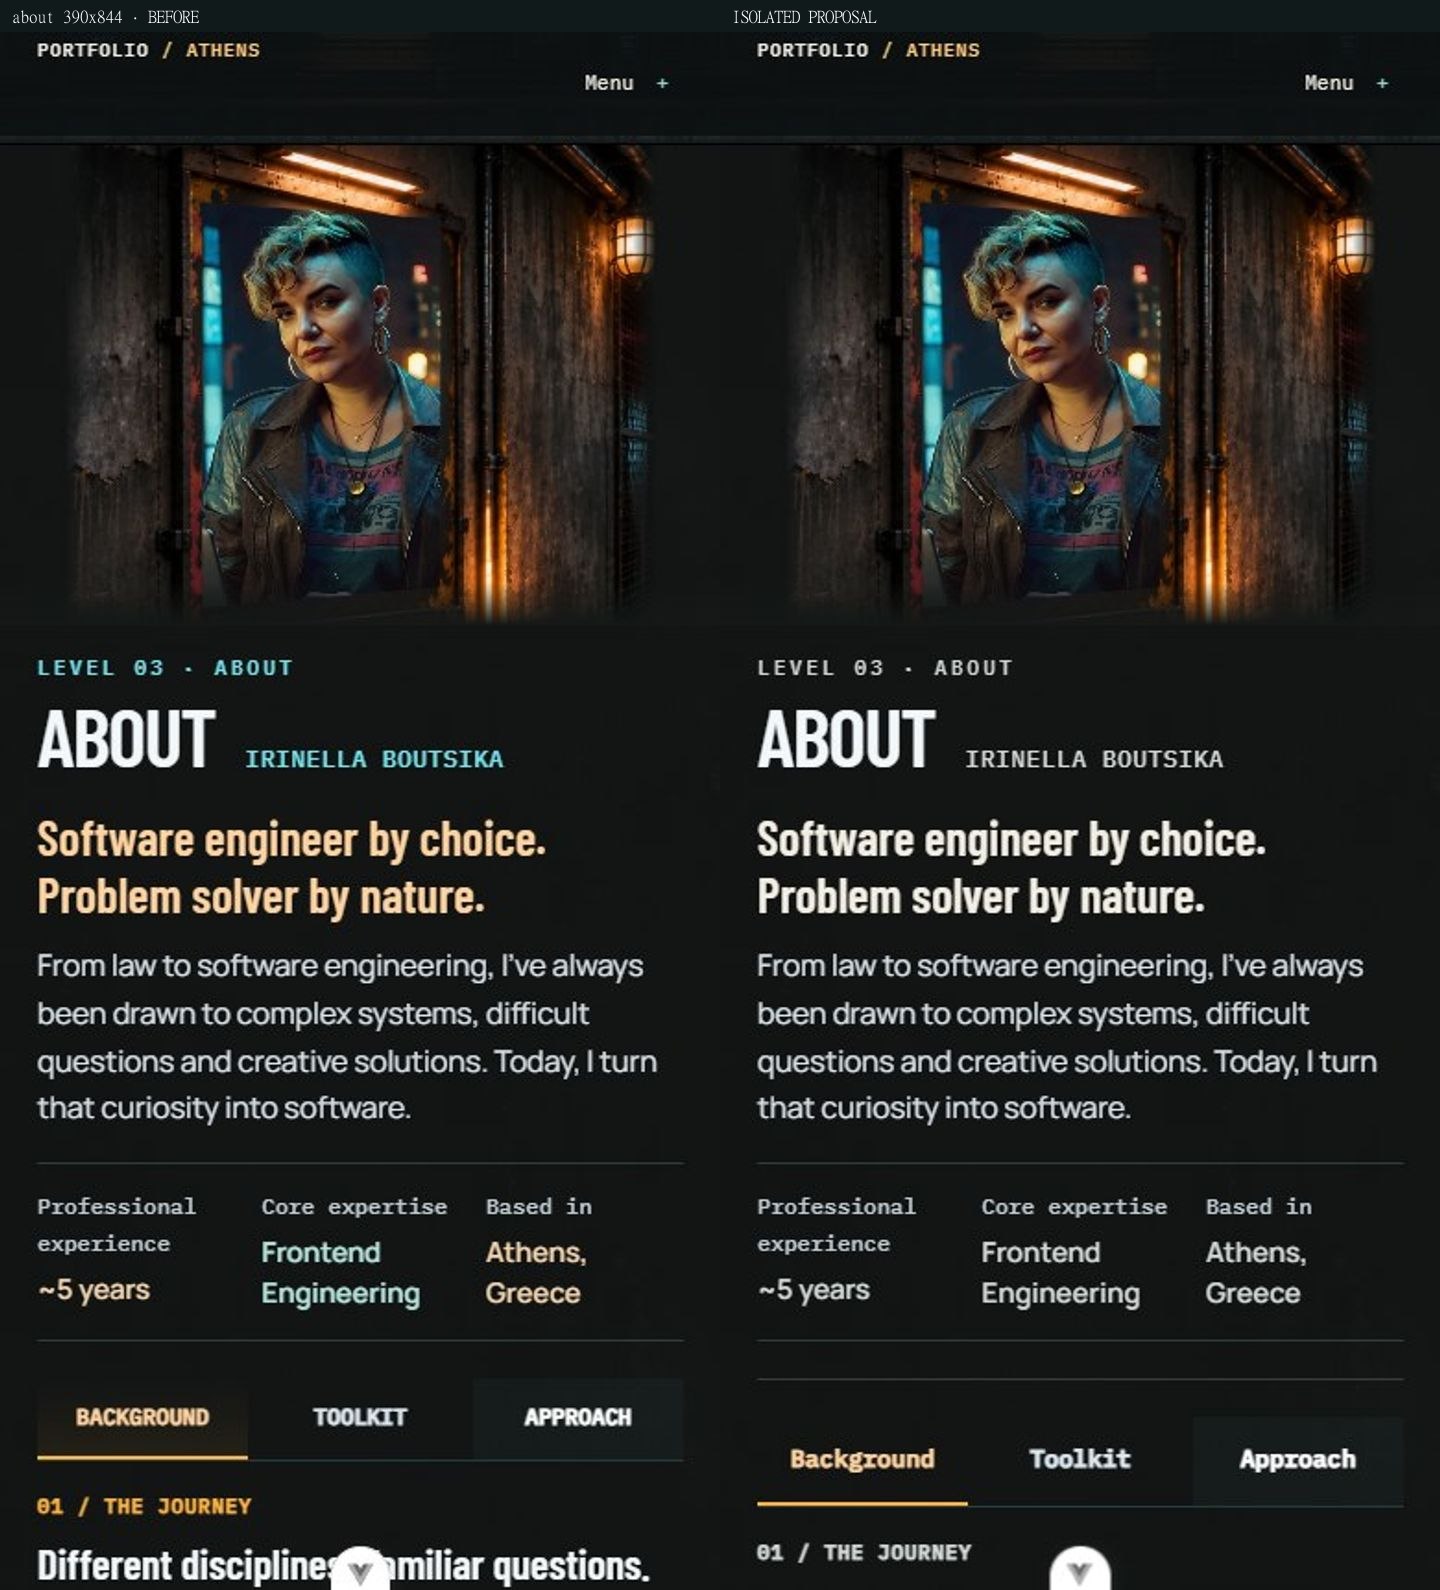 about 390x844 · BEFORE
PORTFOLIO / ATHENS
Menu +
LEVEL 03 · ABOUT
ABOUT IRINELLA BOUTSIKA
Software engineer by choice.
Problem solver by nature.
From law to software engineering, I've always
been drawn to complex systems, difficult
questions and creative solutions. Today, I turn
that curiosity into software.
Professional experience
~5 years
Core expertise
Frontend
Engineering
Based in
Athens,
Greece
BACKGROUND TOOLKIT APPROACH
01 / THE JOURNEY
Different disciplines questions.
ISOLATED PROPOSAL
PORTFOLIO / ATHENS
Menu +
LEVEL 03 · ABOUT
ABOUT IRINELLA BOUTSIKA
Software engineer by choice.
Problem solver by nature.
From law to software engineering, I've always
been drawn to complex systems, difficult
questions and creative solutions. Today, I turn
that curiosity into software.
Professional
experience
~5 years
Core expertise
Frontend
Engineering
Based in
Athens,
Greece
Background Toolkit Approach
01 / THE JOURNEY